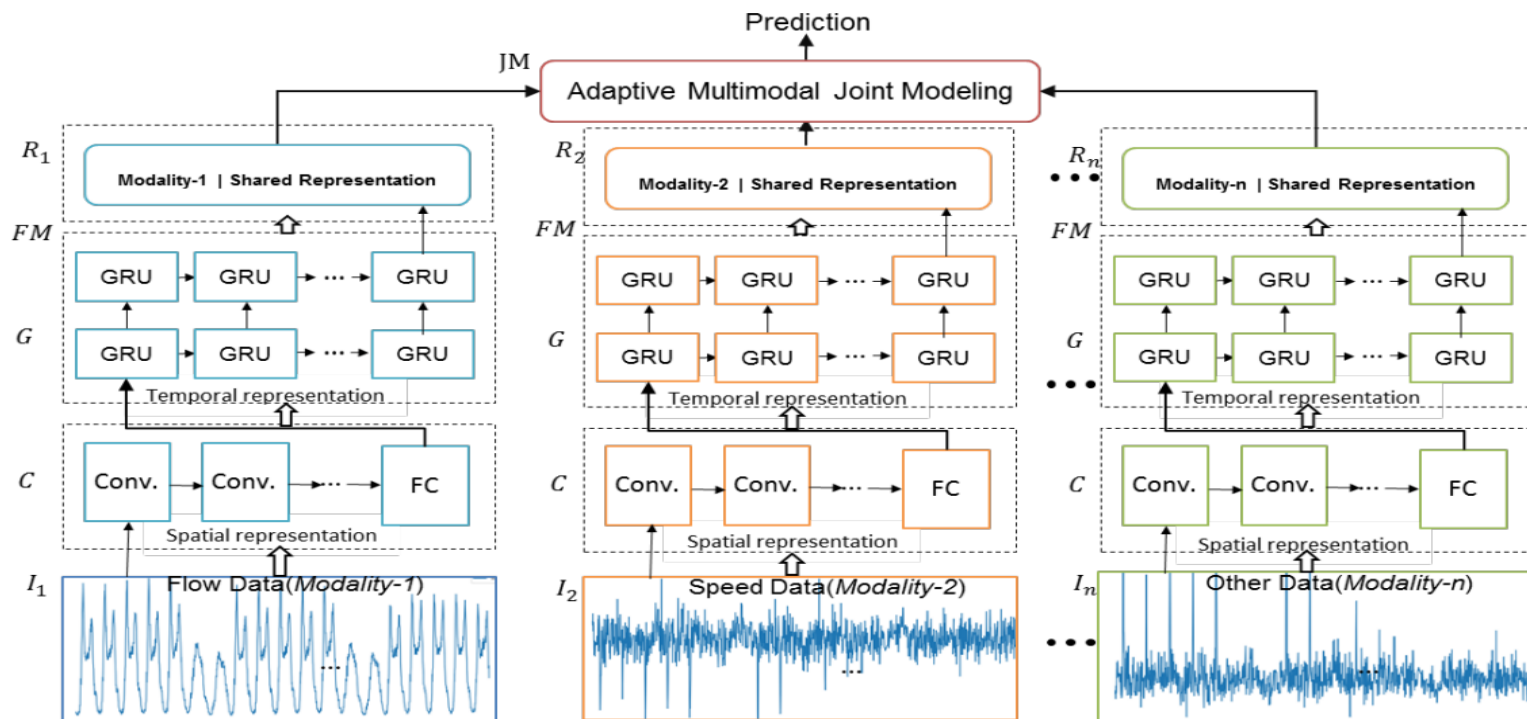 Prediction
JM
Adaptive Multimodal Joint Modeling
R₁
Modality-1 | Shared Representation
R₂
Modality-2 | Shared Representation
...
Rₙ
Modality-n | Shared Representation
FM
GRU GRU ... GRU
FM
GRU GRU ... GRU
FM
GRU GRU ... GRU
G
GRU GRU ... GRU
G
GRU GRU ... GRU
...
G
GRU GRU ... GRU
Temporal representation
Temporal representation
Temporal representation
C
Conv. Conv. ... FC
C
Conv. Conv. ... FC
C
Conv. Conv. ... FC
Spatial representation
Spatial representation
Spatial representation
I₁
Flow Data(Modality-1)
...
I₂
Speed Data(Modality-2)
...
...
Iₙ
Other Data(Modality-n)
...